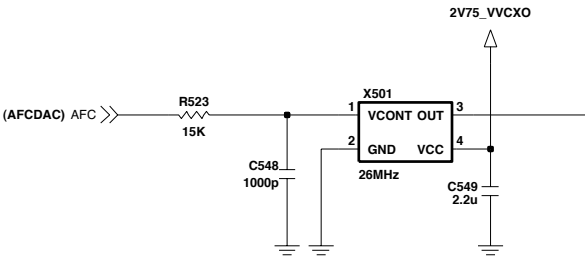 2V75_VVCXO
(AFCDAC) AFC
R523
15K
C548
1000p
X501
1 VCONT OUT 3
2 GND VCC 4
26MHz
C549
2.2u